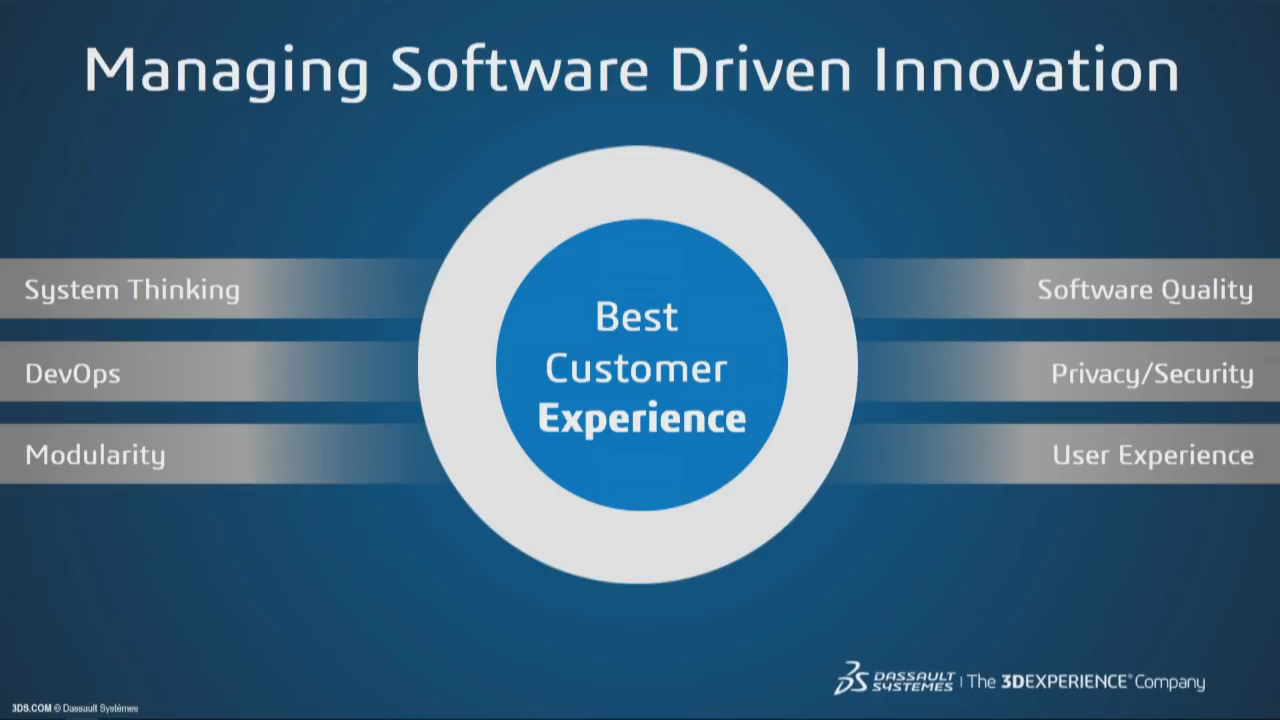 Managing Software Driven Innovation
System Thinking
DevOps
Modularity
Best
Customer
Experience
Software Quality
Privacy/Security
User Experience
DASSAULT
SYSTEMES | The 3DEXPERIENCE® Company
3DS.COM © Dassault Systèmes